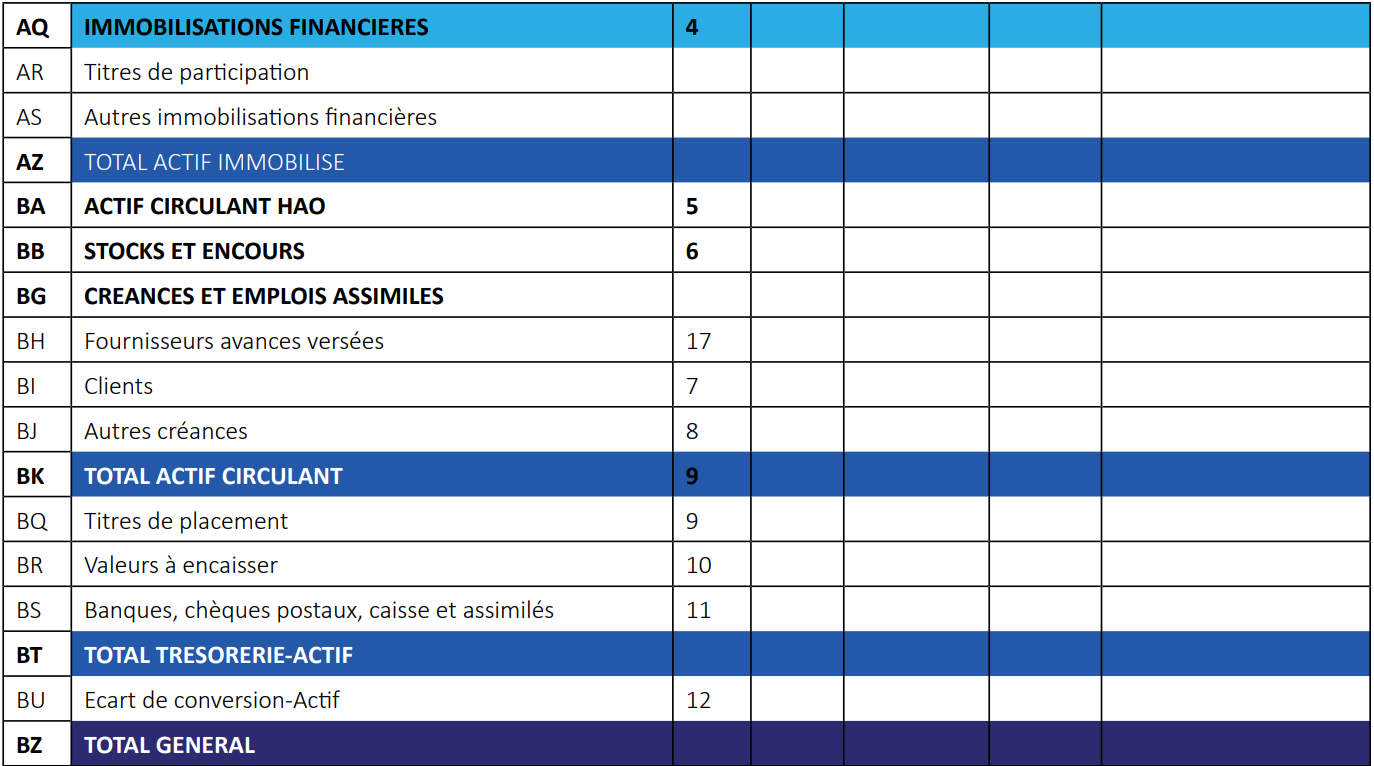 AQ IMMOBILISATIONS FINANCIERES 4
AR Titres de participation
AS Autres immobilisations financières
AZ TOTAL ACTIF IMMOBILISE
BA ACTIF CIRCULANT HAO 5
BB STOCKS ET ENCOURS 6
BG CREANCES ET EMPLOIS ASSIMILES
BH Fournisseurs avances versées 17
BI Clients 7
BJ Autres créances 8
BK TOTAL ACTIF CIRCULANT 9
BQ Titres de placement 9
BR Valeurs à encaisser 10
BS Banques, chèques postaux, caisse et assimilés 11
BT TOTAL TRESORERIE-ACTIF
BU Ecart de conversion-Actif 12
BZ TOTAL GENERAL